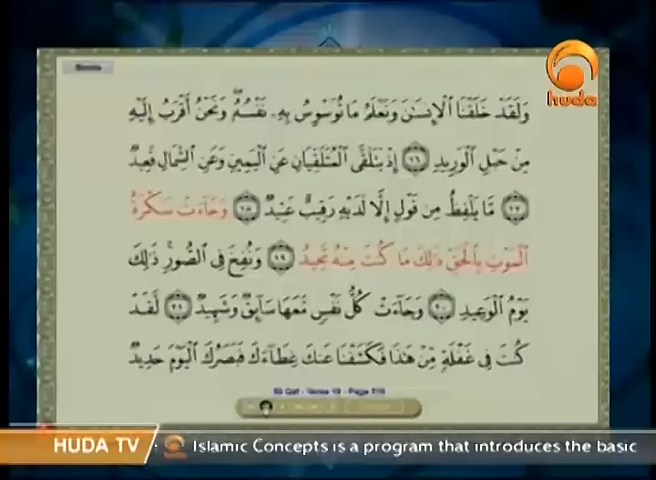 huda
وَلَقَدْ خَلَقْنَا ٱلْإِنسَٰنَ وَنَعْلَمُ مَا تُوَسْوِسُ بِهِۦ نَفْسُهُۥ وَنَحْنُ أَقْرَبُ إِلَيْهِ
مِنْ حَبْلِ ٱلْوَرِيدِ ١٦ إِذْ يَتَلَقَّى ٱلْمُتَلَقِّيَانِ عَنِ ٱلْيَمِينِ وَعَنِ ٱلشِّمَالِ قَعِيدٌ
١٧ مَّا يَلْفِظُ مِن قَوْلٍ إِلَّا لَدَيْهِ رَقِيبٌ عَتِيدٌ ١٨ وَجَآءَتْ سَكْرَةُ
ٱلْمَوْتِ بِٱلْحَقِّ ذَٰلِكَ مَا كُنتَ مِنْهُ تَحِيدُ ١٩ وَنُفِخَ فِى ٱلصُّورِ ذَٰلِكَ
يَوْمُ ٱلْوَعِيدِ ٢٠ وَجَآءَتْ كُلُّ نَفْسٍ مَّعَهَا سَآئِقٌ وَشَهِيدٌ ٢١ لَّقَدْ
كُنتَ فِى غَفْلَةٍ مِّنْ هَٰذَا فَكَشَفْنَا عَنكَ غِطَآءَكَ فَبَصَرُكَ ٱلْيَوْمَ حَدِيدٌ
50 Qaf - Verse 19 - Page 519
HUDA TV Islamic Concepts is a program that introduces the basic